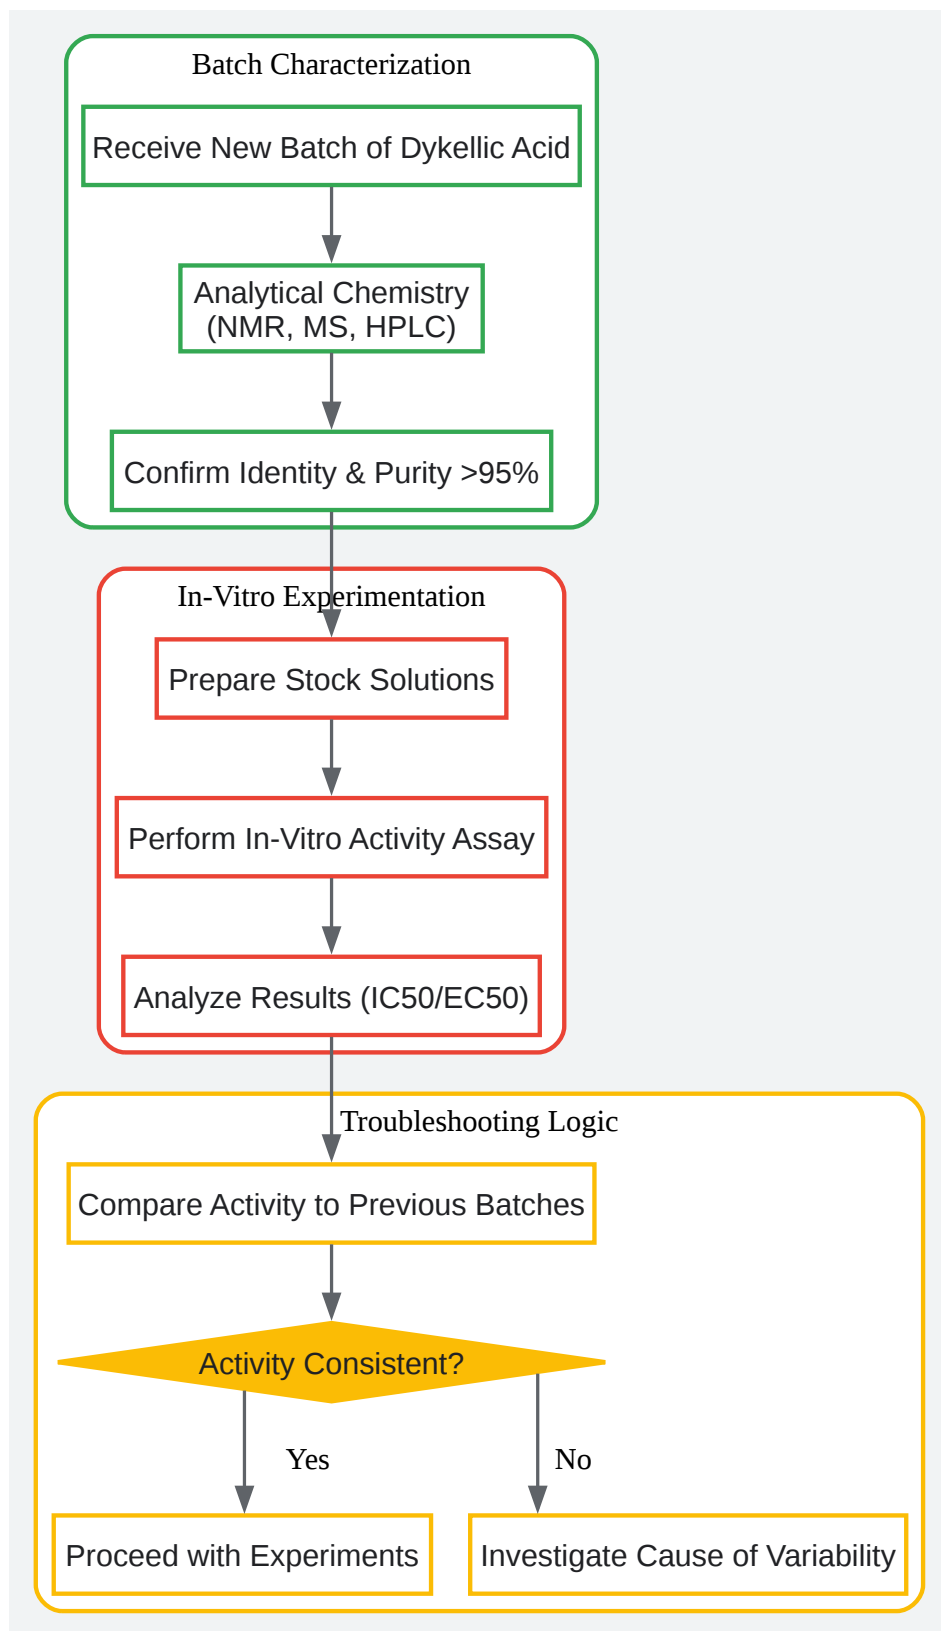 Batch Characterization
Receive New Batch of Dykellic Acid
Analytical Chemistry
(NMR, MS, HPLC)
Confirm Identity & Purity >95%
In-Vitro Experimentation
Prepare Stock Solutions
Perform In-Vitro Activity Assay
Analyze Results (IC50/EC50)
Troubleshooting Logic
Compare Activity to Previous Batches
Activity Consistent?
Yes
No
Proceed with Experiments
Investigate Cause of Variability